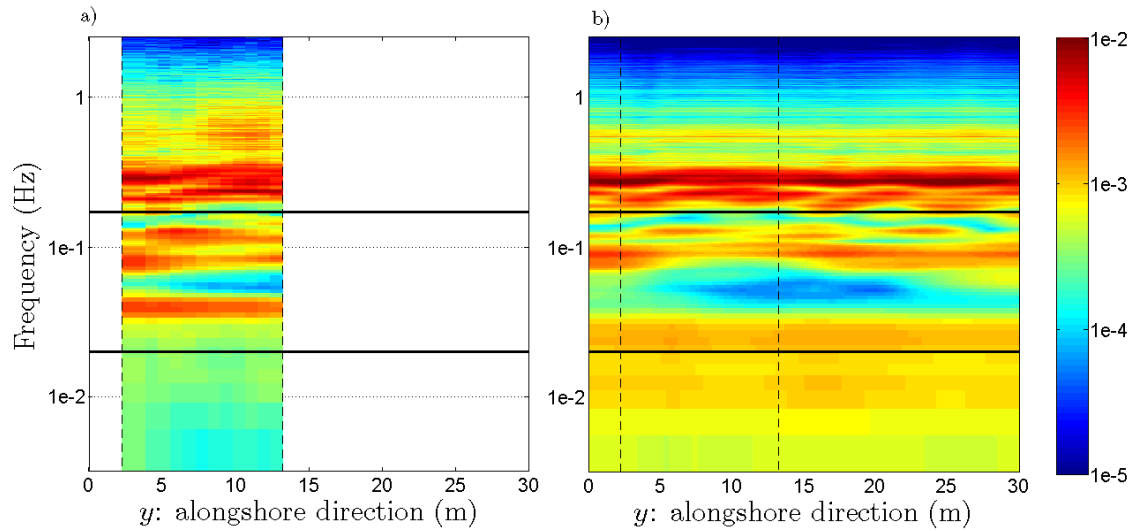 a)
b)
Frequency (Hz)
1
1e-1
1e-2
0 5 10 15 20 25 30
y: alongshore direction (m)
1
1e-1
1e-2
0 5 10 15 20 25 30
y: alongshore direction (m)
1e-2
1e-3
1e-4
1e-5